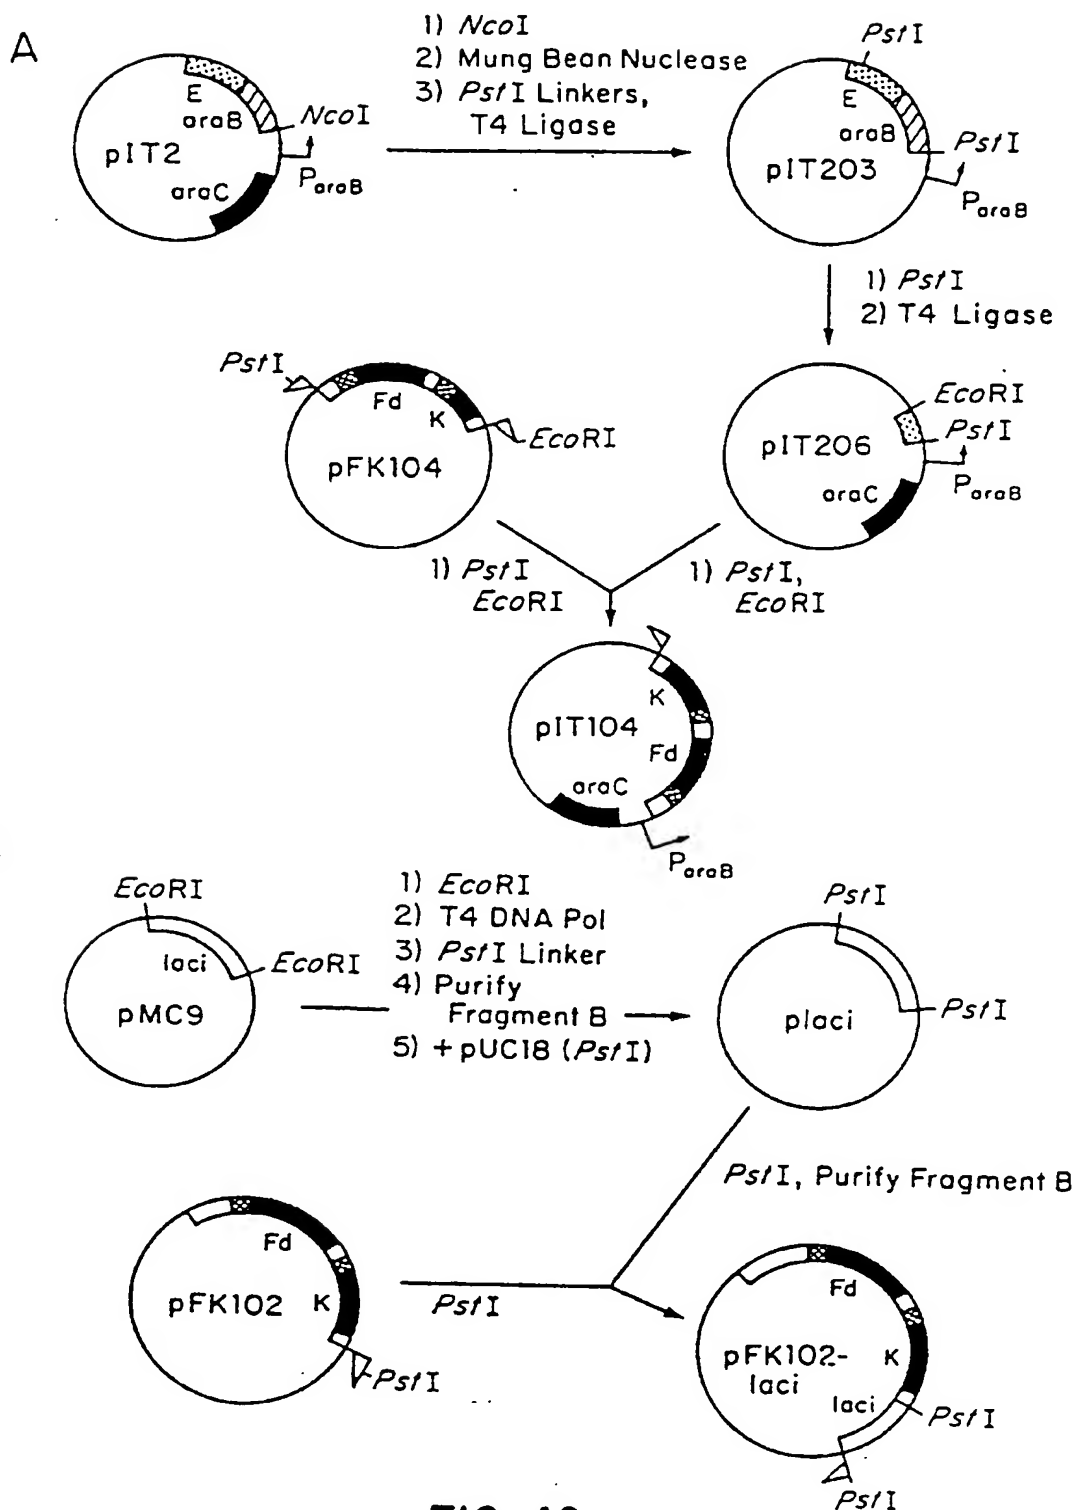 A
1) NcoI
2) Mung Bean Nuclease
3) PstI Linkers,
T4 Ligase
E
araB
NcoI
pIT2
araC
ParaB
PstI
E
araB
PstI
pIT203
ParaB
1) PstI
2) T4 Ligase
PstI
Fd
K
EcoRI
pFK104
EcoRI
PstI
pIT206
araC
ParaB
1) PstI
EcoRI
1) PstI,
EcoRI
K
pIT104
Fd
araC
ParaB
EcoRI
laci
EcoRI
pMC9
1) EcoRI
2) T4 DNA Pol
3) PstI Linker
4) Purify
Fragment B
5) + pUC18 (PstI)
PstI
PstI
placi
PstI, Purify Fragment B
Fd
pFK102
K
PstI
PstI
Fd
pFK102-
laci
K
laci
PstI
PstI